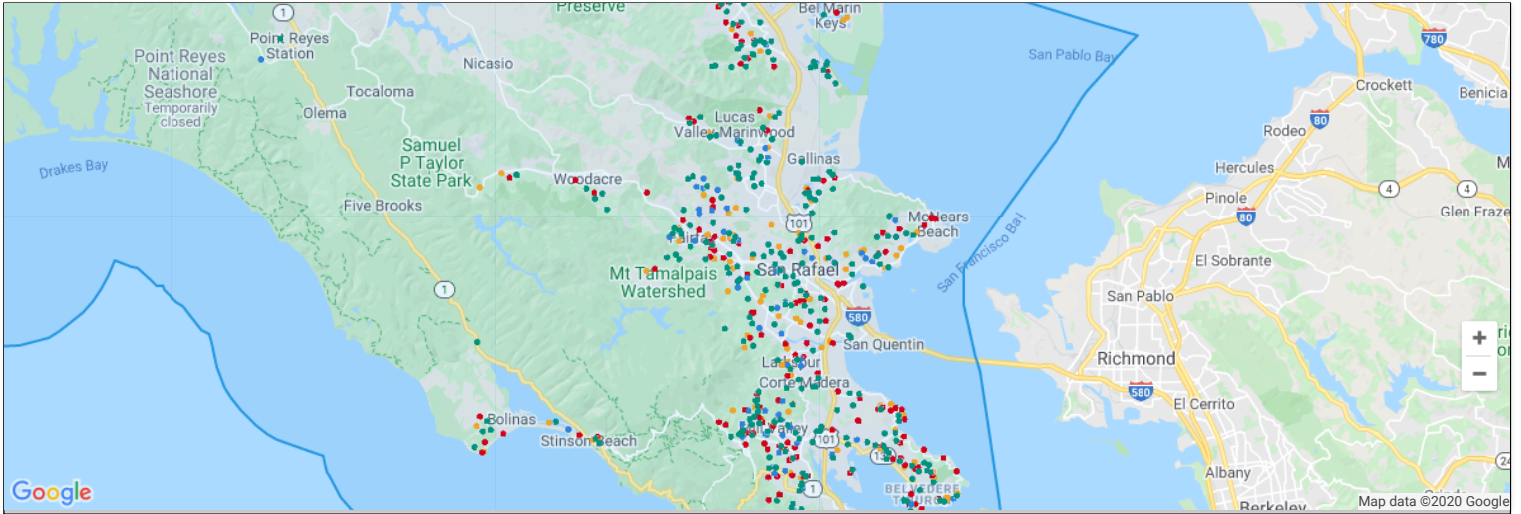 Preserve
Bel Marin
Keys
1
Point Reyes
Station
780
San Pablo Bay
Point Reyes
National
Seashore
Temporarily
closed
Nicasio
Tocaloma
Crockett
Benicia
Olema
80
Lucas
Valley-Marinwood
Rodeo
Samuel
P Taylor
State Park
Gallinas
Drakes Bay
Hercules
Woodacre
4
4
Pinole
Five Brooks
80
Glen Fraze
McNears
Beach
101
San Francisco Bay
El Sobrante
Mt Tamalpais
Watershed
San Rafael
1
San Pablo
580
San Quentin
Richmond
Larkspur
Corte Madera
580
El Cerrito
Bolinas
Stinson Beach
101
Albany
1
BELVEDERE
Google
Map data ©2020 Google
Berkeley